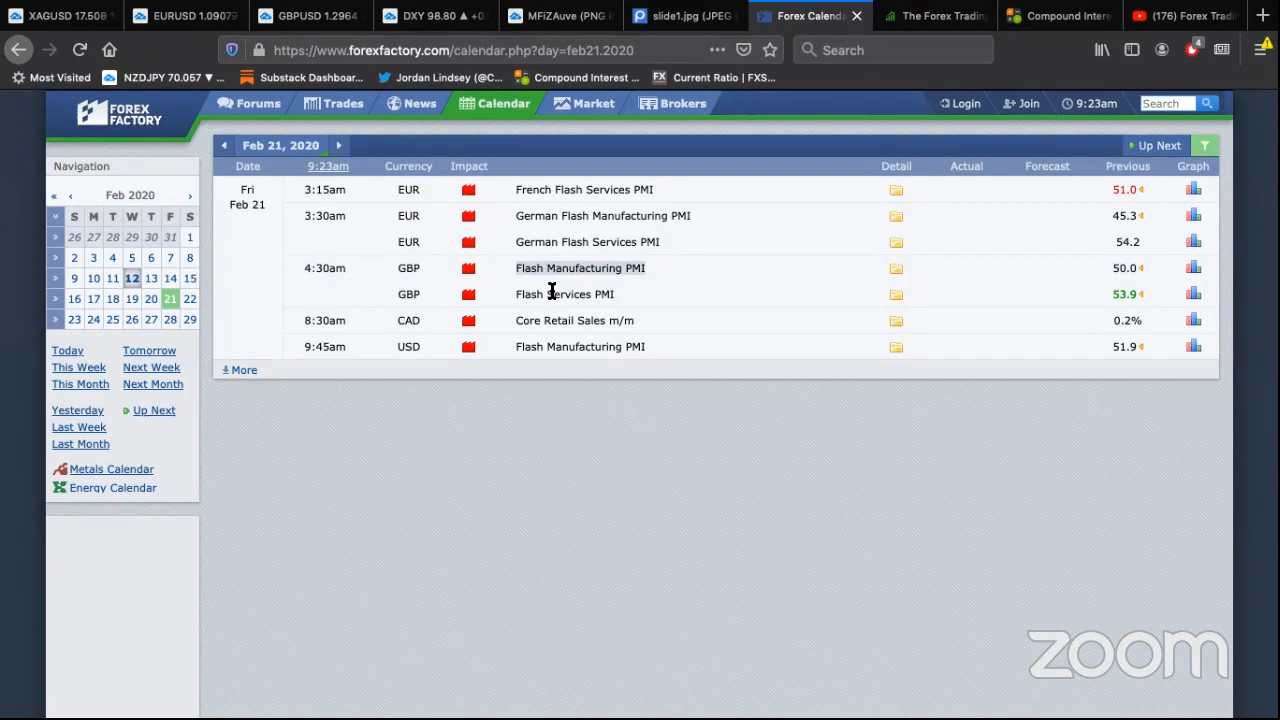 XAGUSD 17.508
EURUSD 1.0907
GBPUSD 1.2964
DXY 98.80 ▲ +0.
MFiZAuve (PNG I
slide1.jpg (JPEG
Forex Calenda
The Forex Tradin
Compound Intere
(176) Forex Tradi
https://www.forexfactory.com/calendar.php?day=feb21.2020
Search
4
Most Visited
NZDJPY 70.057 ▼ ...
Substack Dashboar...
Jordan Lindsey (@C...
Compound Interest ...
FX Current Ratio | FXS...
FOREX FACTORY
Forums
Trades
News
Calendar
Market
Brokers
Login
Join
9:23am
Search
Navigation
« ‹ Feb 2020 ›
S M T W T F S
26 27 28 29 30 31 1
2 3 4 5 6 7 8
9 10 11 12 13 14 15
16 17 18 19 20 21 22
23 24 25 26 27 28 29
Today Tomorrow
This Week Next Week
This Month Next Month
Yesterday Up Next
Last Week
Last Month
Metals Calendar
Energy Calendar
Feb 21, 2020
Up Next
Date 9:23am Currency Impact Detail Actual Forecast Previous Graph
Fri Feb 21
3:15am EUR French Flash Services PMI 51.0
3:30am EUR German Flash Manufacturing PMI 45.3
EUR German Flash Services PMI 54.2
4:30am GBP Flash Manufacturing PMI 50.0
GBP Flash Services PMI 53.9
8:30am CAD Core Retail Sales m/m 0.2%
9:45am USD Flash Manufacturing PMI 51.9
More
zoom